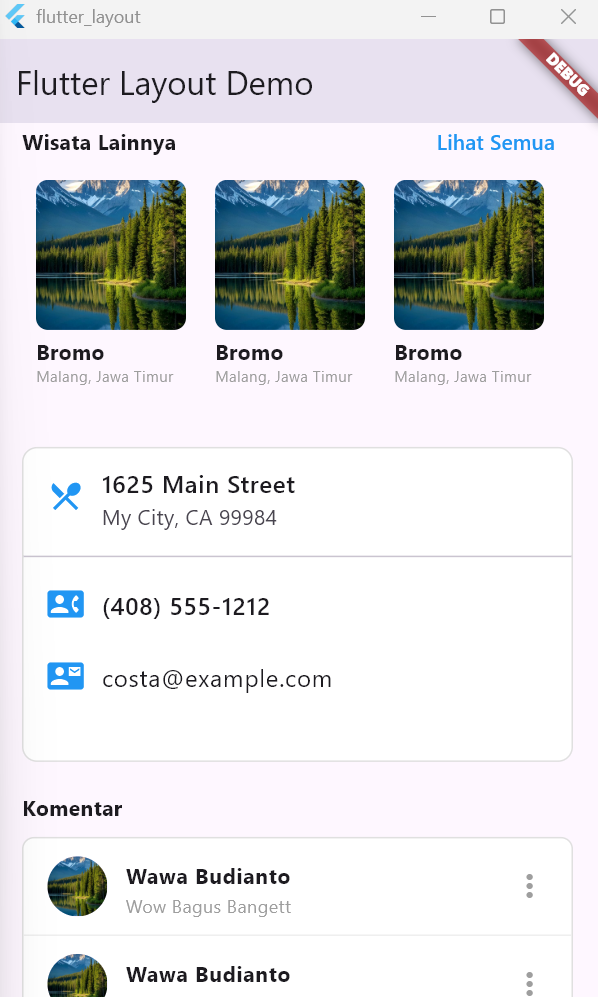 flutter_layout
Flutter Layout Demo
DEBUG
Wisata Lainnya
Lihat Semua
Bromo
Malang, Jawa Timur
Bromo
Malang, Jawa Timur
Bromo
Malang, Jawa Timur
1625 Main Street
My City, CA 99984
(408) 555-1212
costa@example.com
Komentar
Wawa Budianto
Wow Bagus Bangett
Wawa Budianto